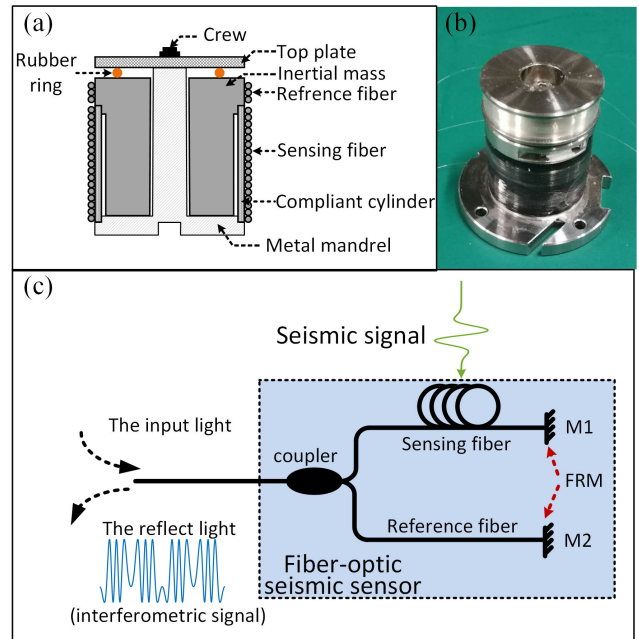 (a)
Crew
Top plate
Rubber
ring
Inertial mass
Refrence fiber
Sensing fiber
Compliant cylinder
Metal mandrel
(b)
(c)
Seismic signal
The input light
coupler
Sensing fiber
M1
FRM
Reference fiber
M2
The reflect light
(interferometric signal)
Fiber-optic
seismic sensor